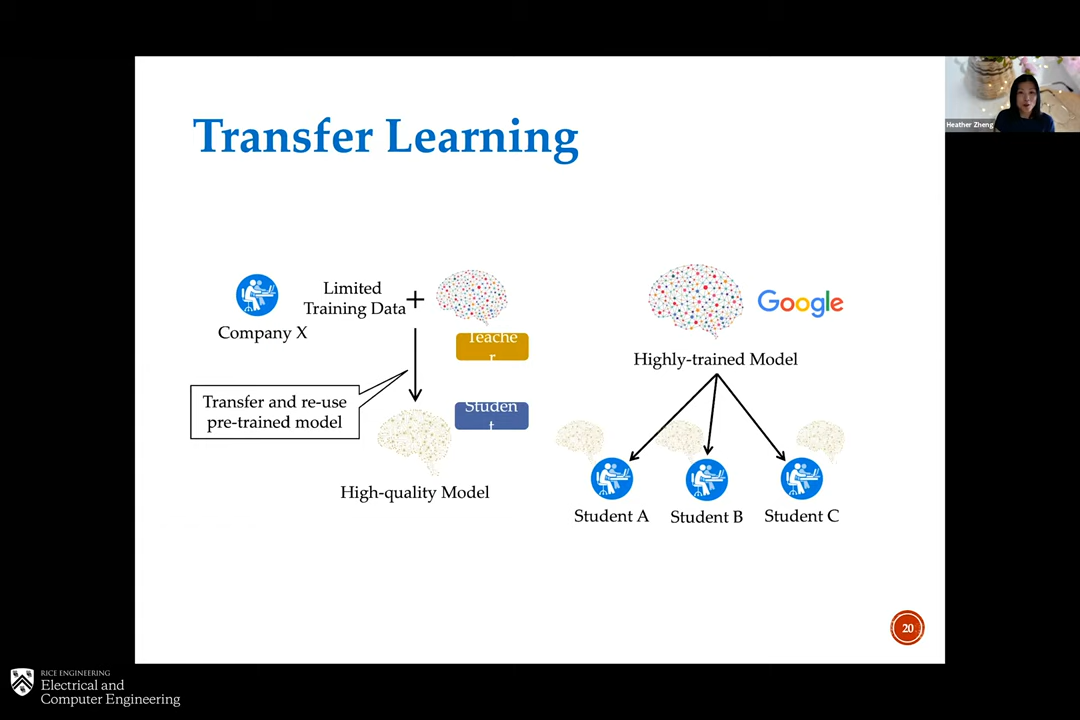 Transfer Learning
Heather Zheng
Limited
Training Data
+
Company X
Teache
r
Transfer and re-use
pre-trained model
Studen
t
High-quality Model
Google
Highly-trained Model
Student A
Student B
Student C
20
RICE ENGINEERING
Electrical and
Computer Engineering